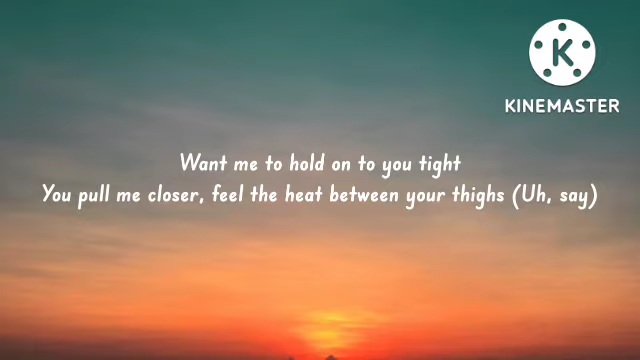 K
KINEMASTER
Want me to hold on to you tight
You pull me closer, feel the heat between your thighs (Uh, say)